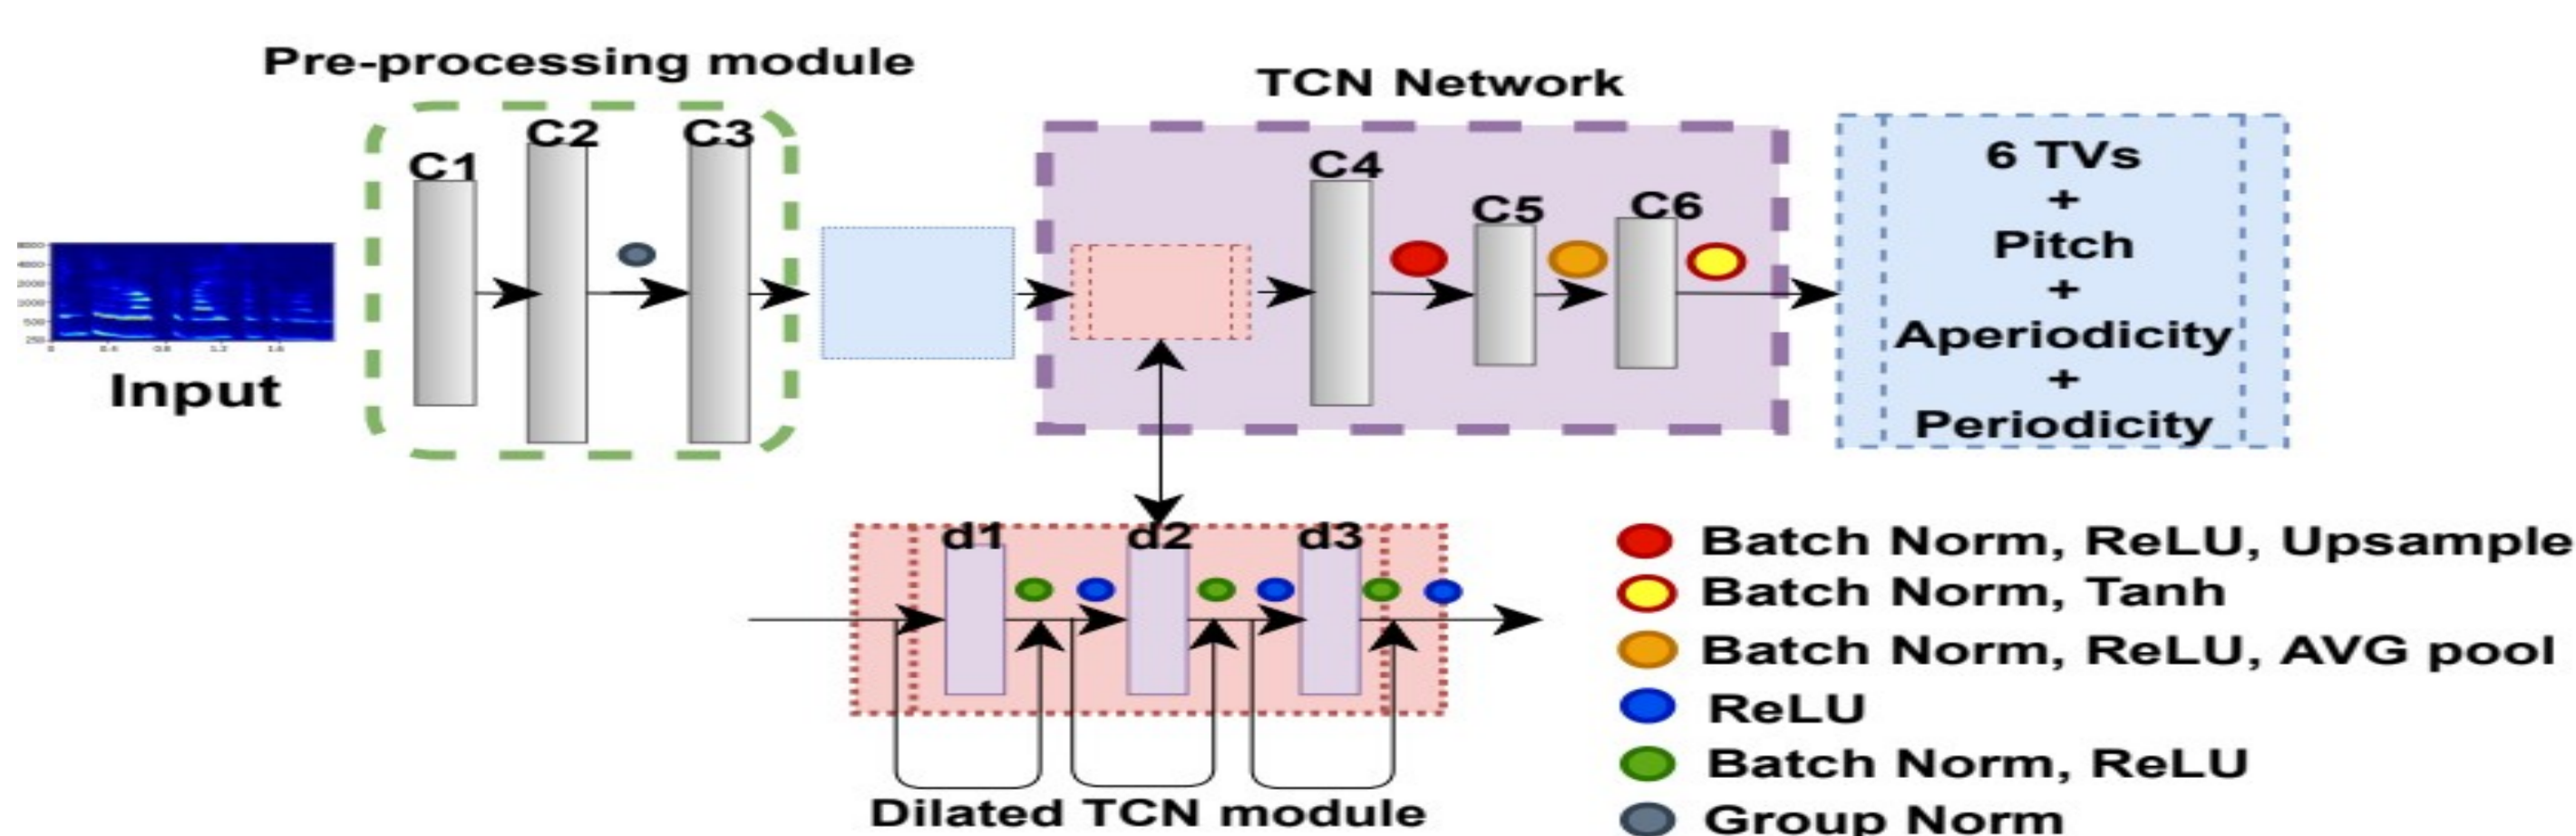 Pre-processing module
TCN Network
C1
C2
C3
C4
C5
C6
6 TVs
+
Pitch
+
Aperiodicity
+
Periodicity
Input
d1
d2
d3
Dilated TCN module
Batch Norm, ReLU, Upsample
Batch Norm, Tanh
Batch Norm, ReLU, AVG pool
ReLU
Batch Norm, ReLU
Group Norm